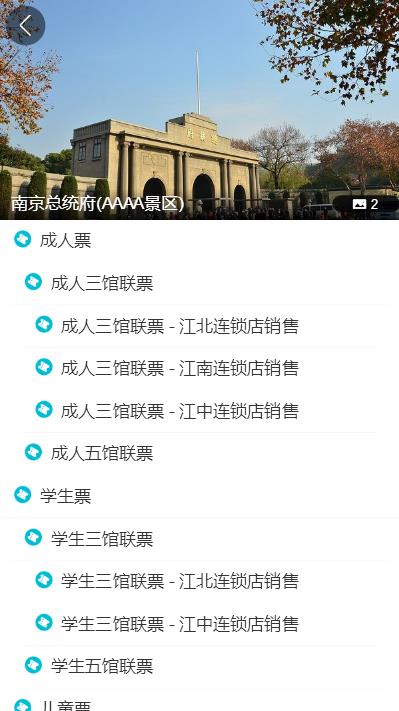 南京总统府(AAAA景区)
2
成人票
成人三馆联票
成人三馆联票 - 江北连锁店销售
成人三馆联票 - 江南连锁店销售
成人三馆联票 - 江中连锁店销售
成人五馆联票
学生票
学生三馆联票
学生三馆联票 - 江北连锁店销售
学生三馆联票 - 江中连锁店销售
学生五馆联票
儿童票